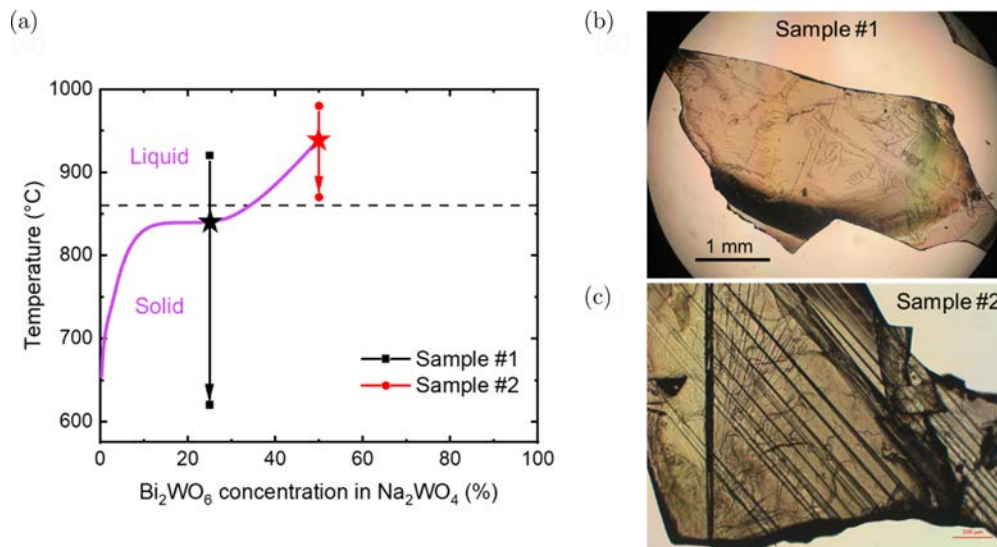 (a)
1000
900
800
700
600
0
20
40
60
80
100
Temperature (°C)
Bi₂WO₆ concentration in Na₂WO₄ (%)
Liquid
Solid
Sample #1
Sample #2
(b)
Sample #1
1 mm
(c)
Sample #2